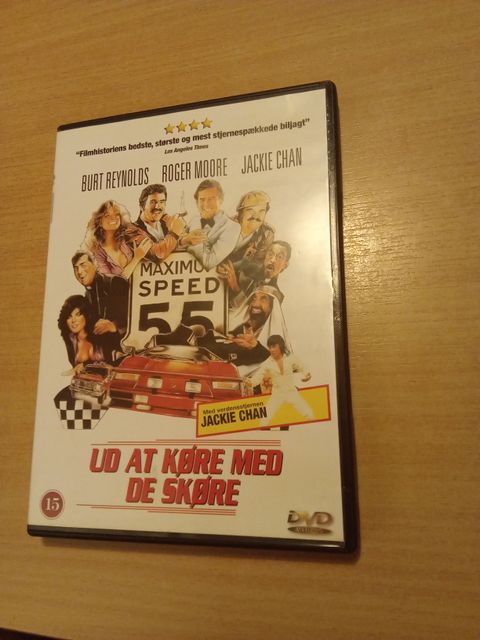 "Filmhistoriens bedste, største og mest stjernespækkede biljagt"
Los Angeles Times
BURT REYNOLDS ROGER MOORE JACKIE CHAN
MAXIMU
SPEED
55
Med verdensstjernen
JACKIE CHAN
UD AT KØRE MED
DE SKØRE
15
DVD